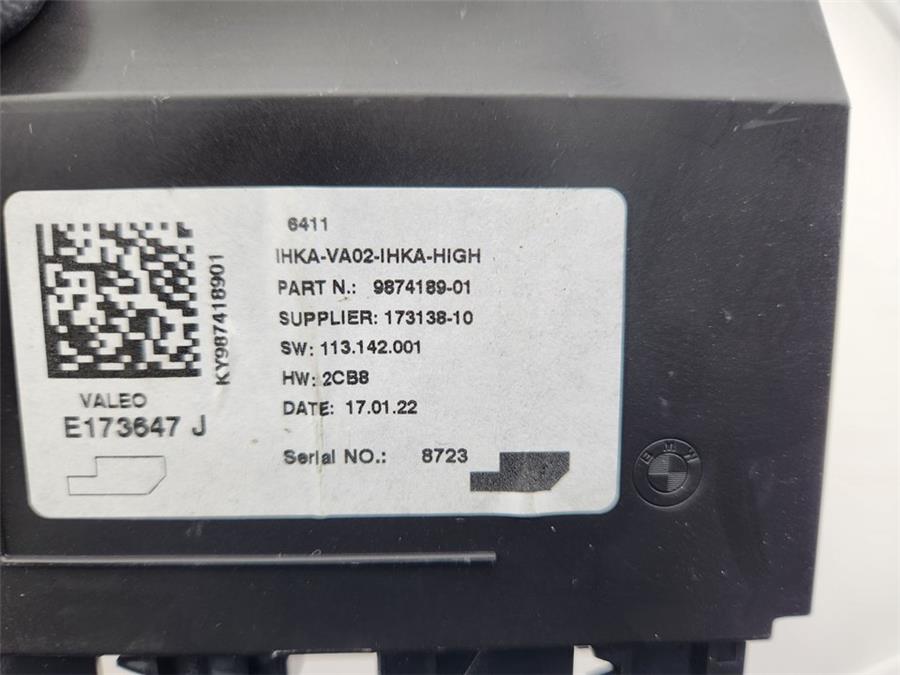 6411
IHKA-VA02-IHKA-HIGH
PART N.: 9874189-01
SUPPLIER: 173138-10
SW: 113.142.001
HW: 2CB8
DATE: 17.01.22
Serial NO.: 8723
KY987418901
VALEO
E173647 J
BMW